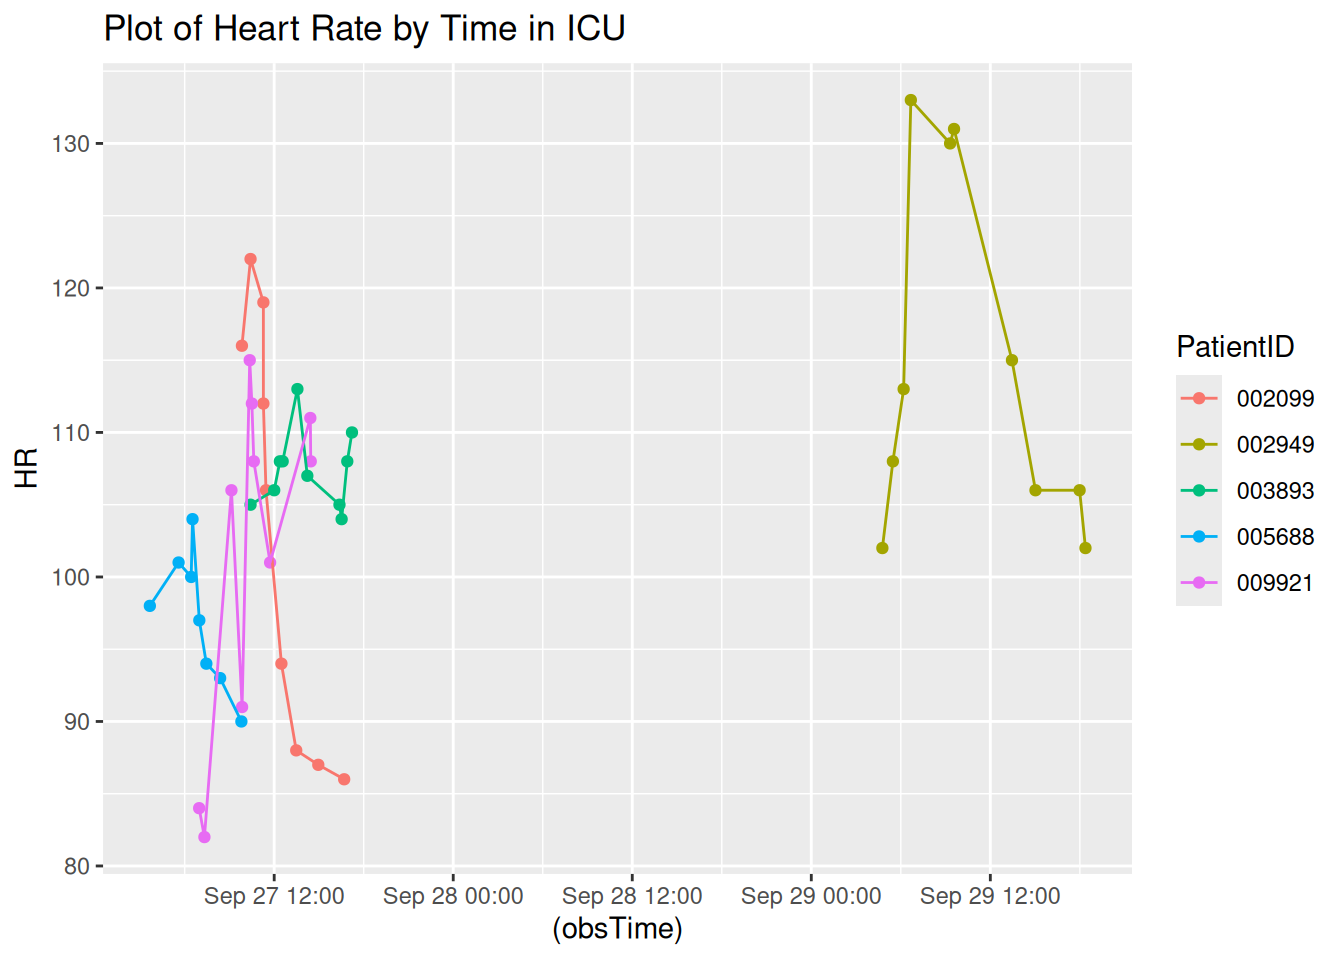 Plot of Heart Rate by Time in ICU
HR
130
120
110
100
90
80
Sep 27 12:00
Sep 28 00:00
Sep 28 12:00
Sep 29 00:00
Sep 29 12:00
(obsTime)
PatientID
002099
002949
003893
005688
009921